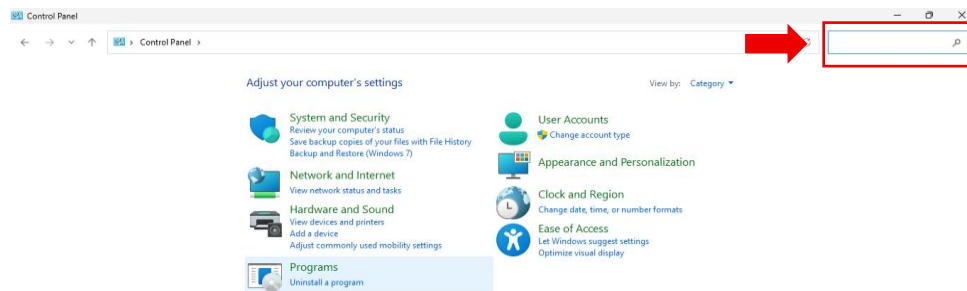 Control Panel
Control Panel
Adjust your computer's settings
View by: Category
System and Security
Review your computer's status
Save backup copies of your files with File History
Backup and Restore (Windows 7)
Network and Internet
View network status and tasks
Hardware and Sound
View devices and printers
Add a device
Adjust commonly used mobility settings
Programs
Uninstall a program
User Accounts
Change account type
Appearance and Personalization
Clock and Region
Change date, time, or number formats
Ease of Access
Let Windows suggest settings
Optimize visual display